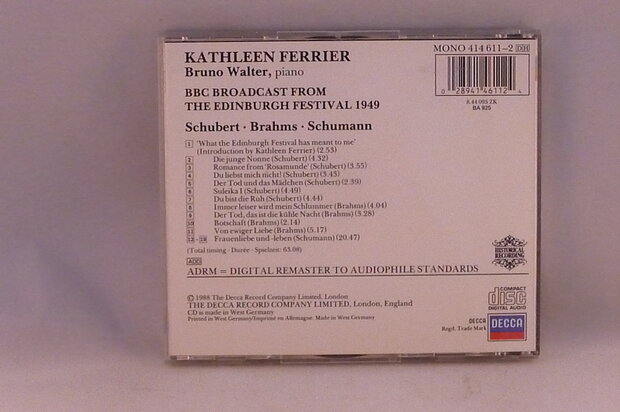 KATHLEEN FERRIER
Bruno Walter, piano
BBC BROADCAST FROM
THE EDINBURGH FESTIVAL 1949
Schubert · Brahms · Schumann
MONO 414 611-2 DH
0 28941 46112 4
8.44 005 ZK
BA 925
1 'What the Edinburgh Festival has meant to me'
(Introduction by Kathleen Ferrier) (2.53)
2 Die junge Nonne (Schubert) (4.32)
3 Romance from 'Rosamunde' (Schubert) (3.55)
4 Du liebst mich nicht! (Schubert) (3.43)
5 Der Tod und das Mädchen (Schubert) (2.39)
6 Suleika I (Schubert) (4.49)
7 Du bist die Ruh (Schubert) (4.44)
8 Immer leiser wird mein Schlummer (Brahms) (4.04)
9 Der Tod, das ist die kühle Nacht (Brahms) (3.28)
10 Botschaft (Brahms) (2.14)
11 Von ewiger Liebe (Brahms) (5.17)
12 - 19 Frauenliebe und -leben (Schumann) (20.47)
(Total timing · Durée · Spielzeit: 63.08)
HISTORICAL
RECORDING
ADD
ADRM = DIGITAL REMASTER TO AUDIOPHILE STANDARDS
© 1988 The Decca Record Company Limited, London
THE DECCA RECORD COMPANY LIMITED, London, England
CD is made in West Germany
Printed in West Germany/Imprimé en Allemagne. Made in West Germany
COMPACT
disc
DIGITAL AUDIO
DECCA
Regd. Trade Mark
DECCA